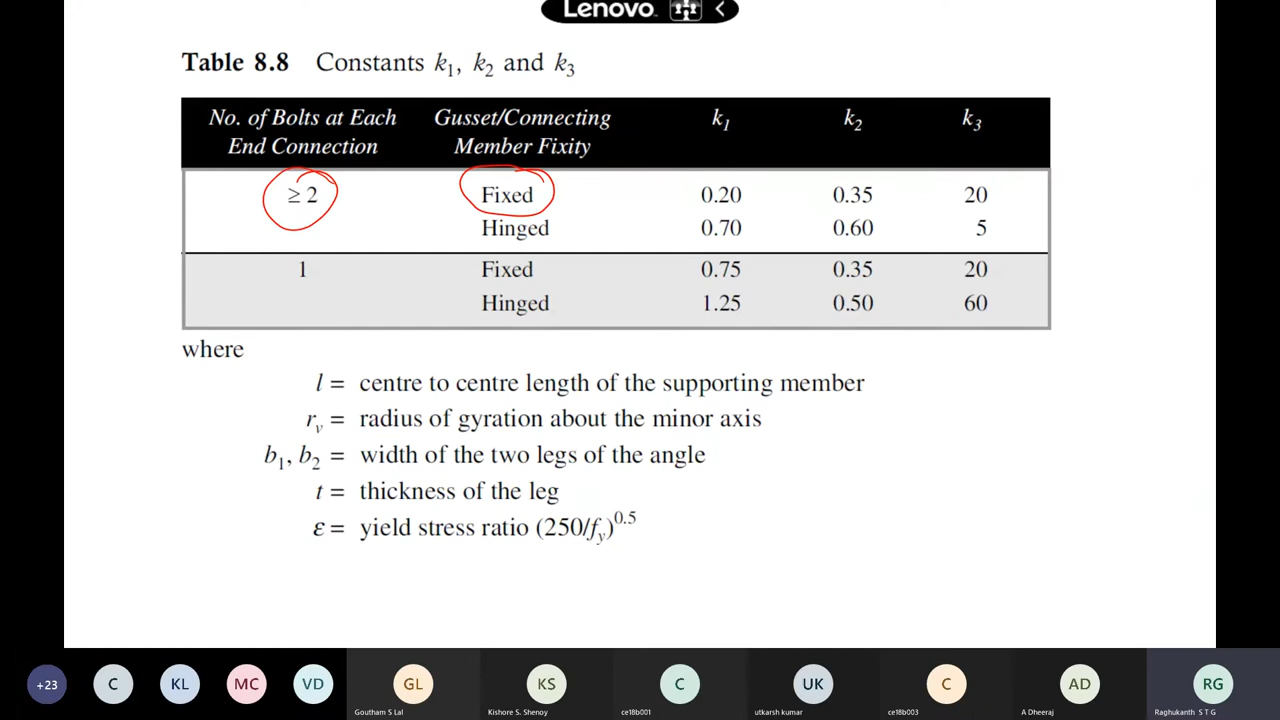 Lenovo
Table 8.8 Constants k1, k2 and k3
No. of Bolts at Each End Connection Gusset/Connecting Member Fixity k1 k2 k3
≥ 2 Fixed 0.20 0.35 20
Hinged 0.70 0.60 5
1 Fixed 0.75 0.35 20
Hinged 1.25 0.50 60
where
l = centre to centre length of the supporting member
rv = radius of gyration about the minor axis
b1, b2 = width of the two legs of the angle
t = thickness of the leg
ε = yield stress ratio (250/fy)^0.5
+23 C KL MC VD GL KS C UK C AD RG
Goutham S Lal Kishore S. Shenoy ce18b001 utkarsh kumar ce18b003 A Dheeraj Raghukanth S T G